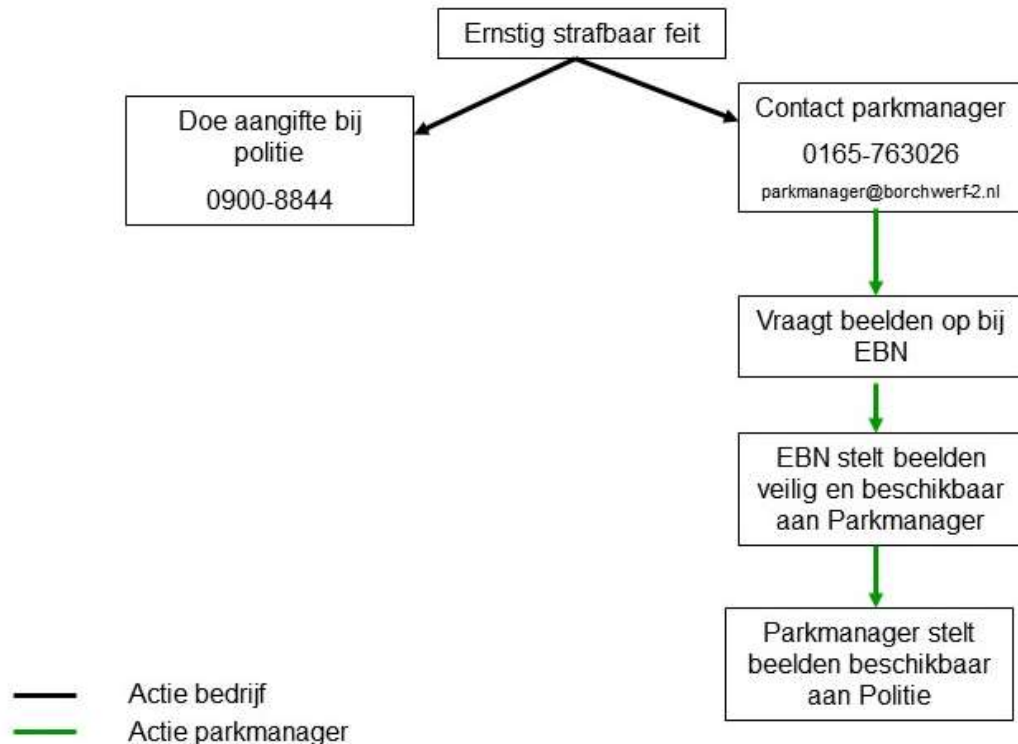 Ernstig strafbaar feit
Doe aangifte bij
politie
0900-8844
Contact parkmanager
0165-763026
parkmanager@borchwerf-2.nl
Vraagt beelden op bij
EBN
EBN stelt beelden
veilig en beschikbaar
aan Parkmanager
Parkmanager stelt
beelden beschikbaar
aan Politie
Actie bedrijf
Actie parkmanager